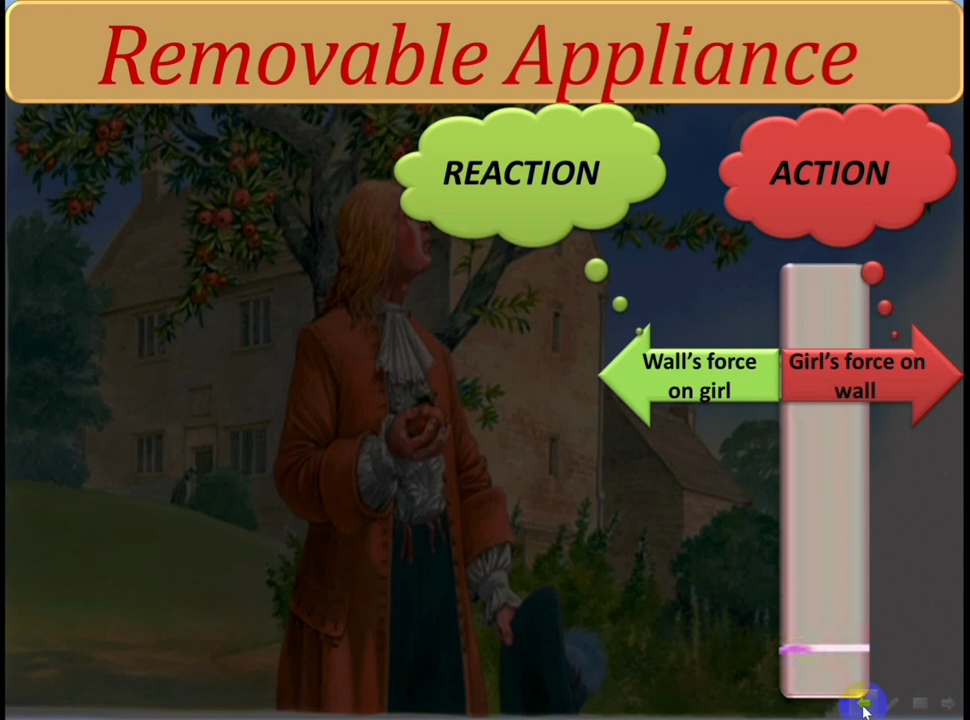 Removable Appliance
REACTION
ACTION
Wall's force
on girl
Girl's force on
wall